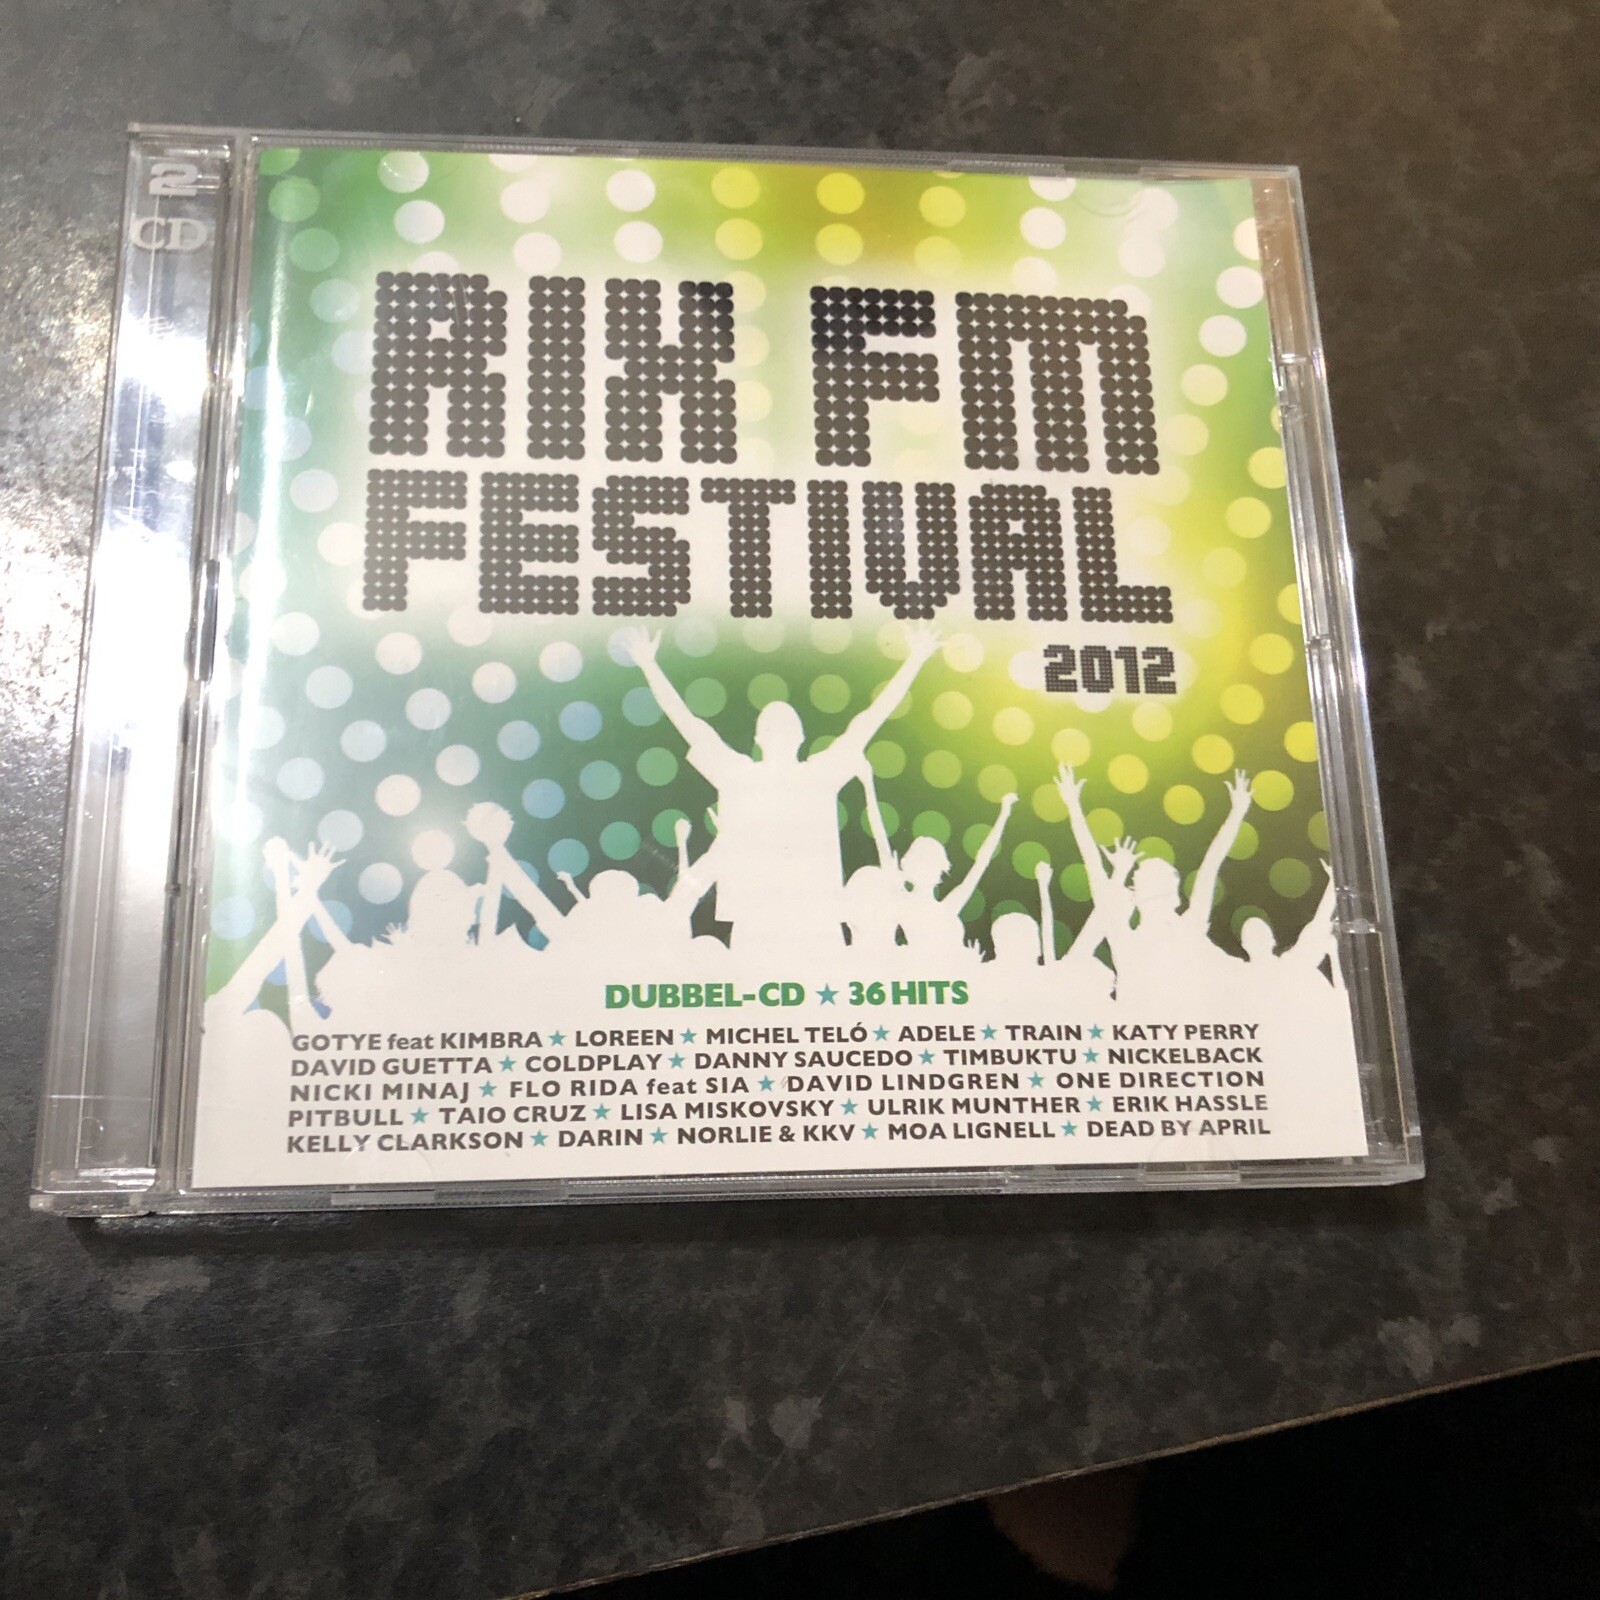 2
CD
RIX FM
FESTIVAL
2012
DUBBEL-CD ★ 36 HITS
GOTYE feat KIMBRA ★ LOREEN ★ MICHEL TELÓ ★ ADELE ★ TRAIN ★ KATY PERRY
DAVID GUETTA ★ COLDPLAY ★ DANNY SAUCEDO ★ TIMBUKTU ★ NICKELBACK
NICKI MINAJ ★ FLO RIDA feat SIA ★ DAVID LINDGREN ★ ONE DIRECTION
PITBULL ★ TAIO CRUZ ★ LISA MISKOVSKY ★ ULRIK MUNTHER ★ ERIK HASSLE
KELLY CLARKSON ★ DARIN ★ NORLIE & KKV ★ MOA LIGNELL ★ DEAD BY APRIL